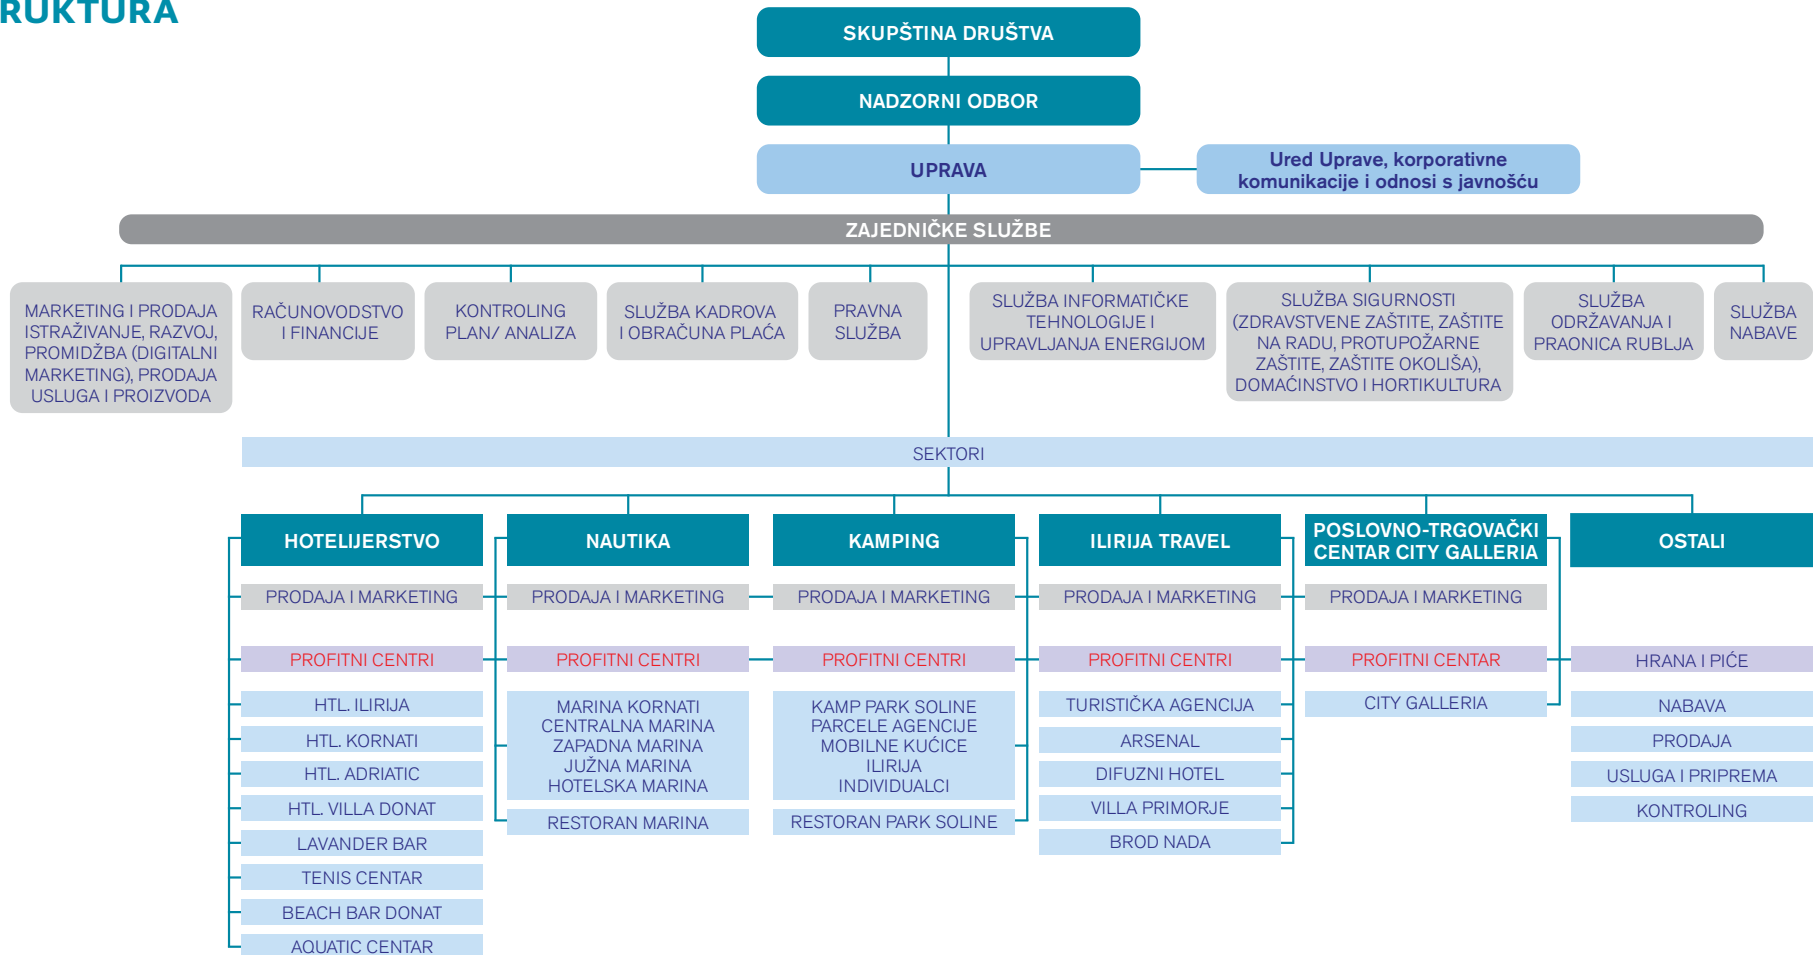 RUKTURA
SKUPŠTINA DRUŠTVA
NADZORNI ODBOR
UPRAVA
Ured Uprave, korporativne
komunikacije i odnosi s javnošću
ZAJEDNIČKE SLUŽBE
MARKETING I PRODAJA
ISTRAŽIVANJE, RAZVOJ,
PROMIDŽBA (DIGITALNI
MARKETING), PRODAJA
USLUGA I PROIZVODA
RAČUNOVODSTVO
I FINANCIJE
KONTROLING
PLAN/ ANALIZA
SLUŽBA KADROVA
I OBRAČUNA PLAĆA
PRAVNA
SLUŽBA
SLUŽBA INFORMATIČKE
TEHNOLOGIJE I
UPRAVLJANJA ENERGIJOM
SLUŽBA SIGURNOSTI
(ZDRAVSTVENE ZAŠTITE, ZAŠTITE
NA RADU, PROTUPOŽARNE
ZAŠTITE, ZAŠTITE OKOLIŠA),
DOMAĆINSTVO I HORTIKULTURA
SLUŽBA
ODRŽAVANJA I
PRAONICA RUBLJA
SLUŽBA
NABAVE
SEKTORI
HOTELIJERSTVO
PRODAJA I MARKETING
PROFITNI CENTRI
HTL. ILIRIJA
HTL. KORNATI
HTL. ADRIATIC
HTL. VILLA DONAT
LAVANDER BAR
TENIS CENTAR
BEACH BAR DONAT
AQUATIC CENTAR
NAUTIKA
PRODAJA I MARKETING
PROFITNI CENTRI
MARINA KORNATI
CENTRALNA MARINA
ZAPADNA MARINA
JUŽNA MARINA
HOTELSKA MARINA
RESTORAN MARINA
KAMPING
PRODAJA I MARKETING
PROFITNI CENTRI
KAMP PARK SOLINE
PARCELE AGENCIJE
MOBILNE KUĆICE
ILIRIJA
INDIVIDUALCI
RESTORAN PARK SOLINE
ILIRIJA TRAVEL
PRODAJA I MARKETING
PROFITNI CENTRI
TURISTIČKA AGENCIJA
ARSENAL
DIFUZNI HOTEL
VILLA PRIMORJE
BROD NADA
POSLOVNO-TRGOVAČKI
CENTAR CITY GALLERIA
PRODAJA I MARKETING
PROFITNI CENTAR
CITY GALLERIA
OSTALI
HRANA I PIĆE
NABAVA
PRODAJA
USLUGA I PRIPREMA
KONTROLING